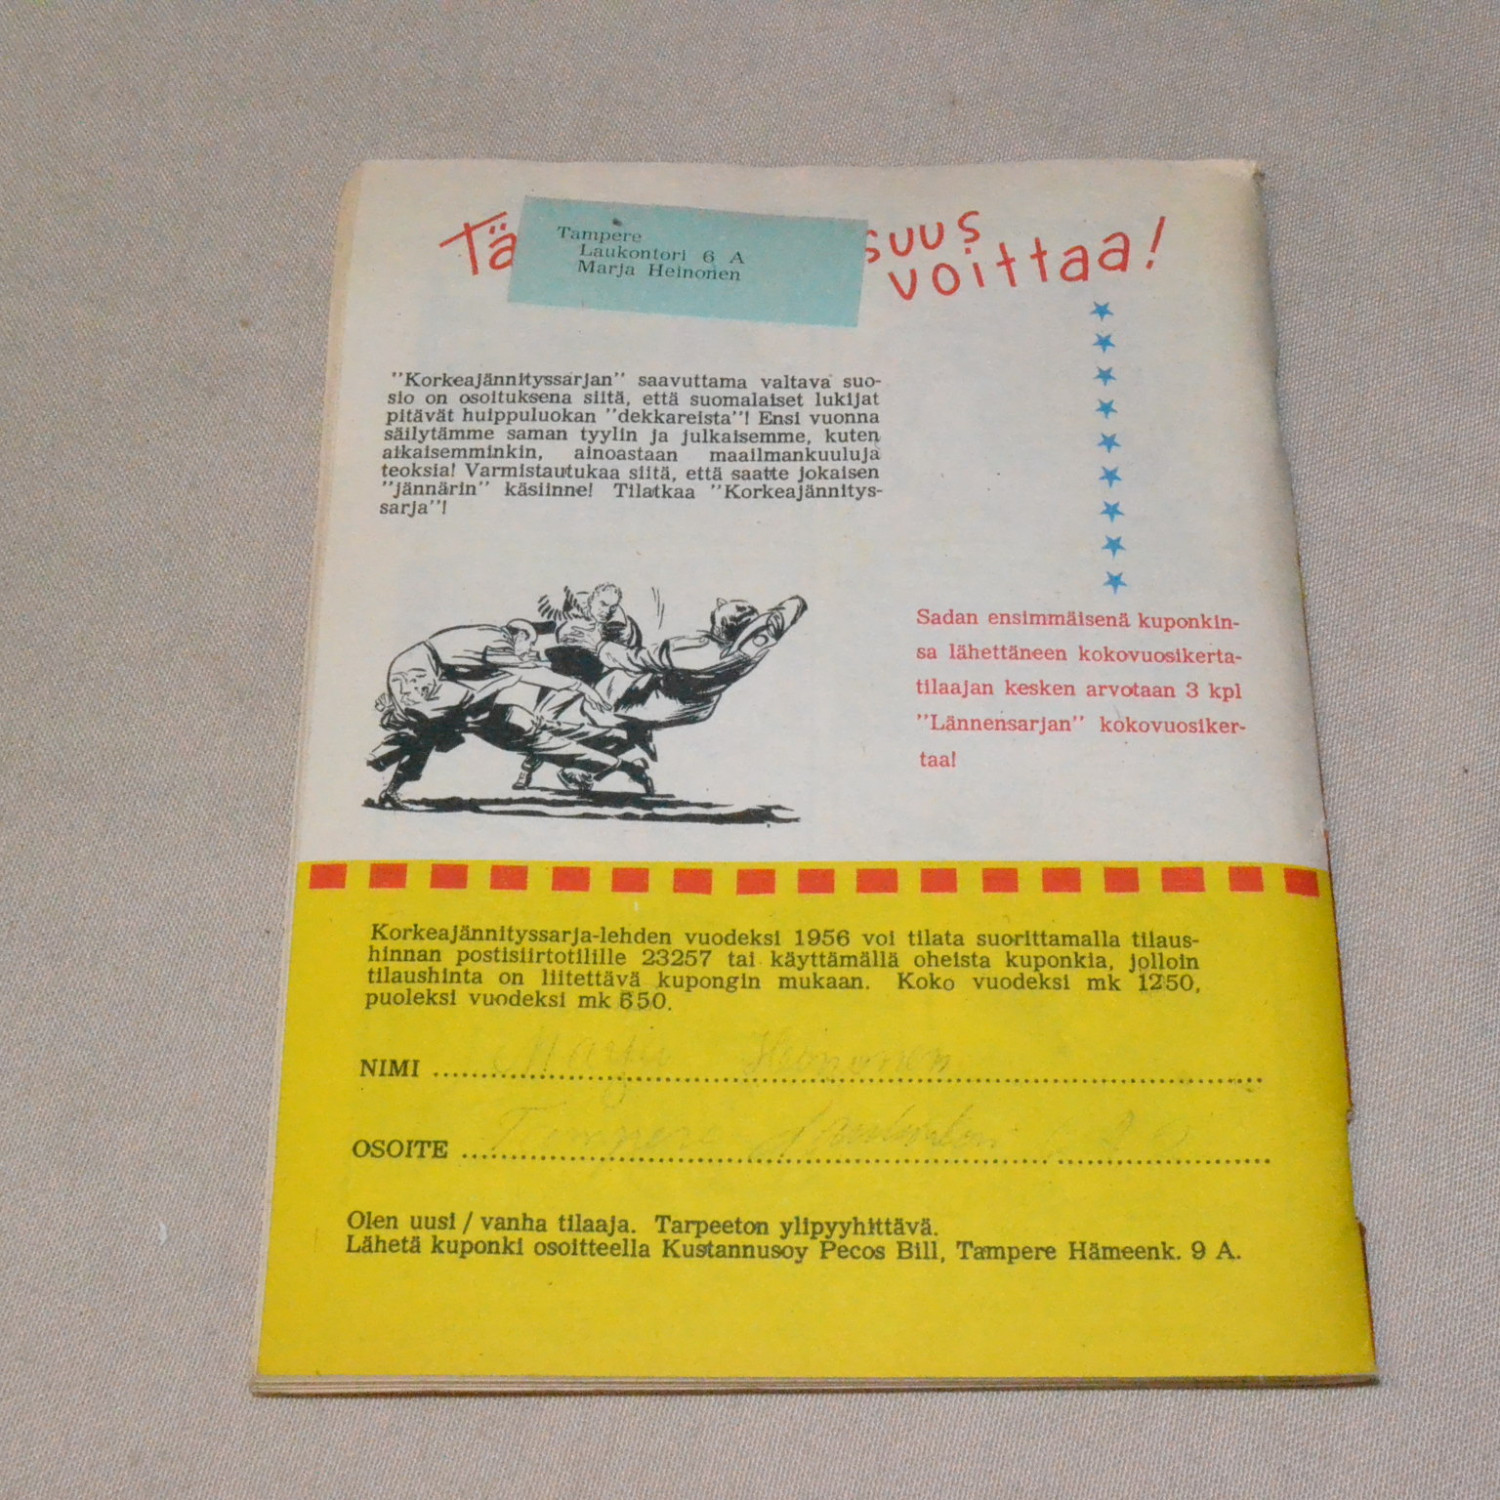 Tä
suus
voittaa!
Tampere
Laukontori 6 A
Marja Heinonen
"Korkeajännityssarjan" saavuttama valtava suo-
sio on osoituksena siitä, että suomalaiset lukijat
pitävät huippuluokan "dekkareista"! Ensi vuonna
säilytämme saman tyylin ja julkaisemme, kuten
aikaisemminkin, ainoastaan maailmankuuluja
teoksia! Varmistautukaa siitä, että saatte jokaisen
"jännärin" käsiinne! Tilatkaa "Korkeajännitys-
sarja"!
Sadan ensimmäisenä kuponkin-
sa lähettäneen kokovuosikerta-
tilaajan kesken arvotaan 3 kpl
"Lännensarjan" kokovuosiker-
taa!
Korkeajännityssarja-lehden vuodeksi 1956 voi tilata suorittamalla tilaus-
hinnan postisiirtotilille 23257 tai käyttämällä oheista kuponkia, jolloin
tilaushinta on liitettävä kupongin mukaan. Koko vuodeksi mk 1250,
puoleksi vuodeksi mk 650.
NIMI Marja Heinonen
OSOITE Tampere
Olen uusi / vanha tilaaja. Tarpeeton ylipyyhittävä.
Lähetä kuponki osoitteella Kustannusoy Pecos Bill, Tampere Hämeenk. 9 A.